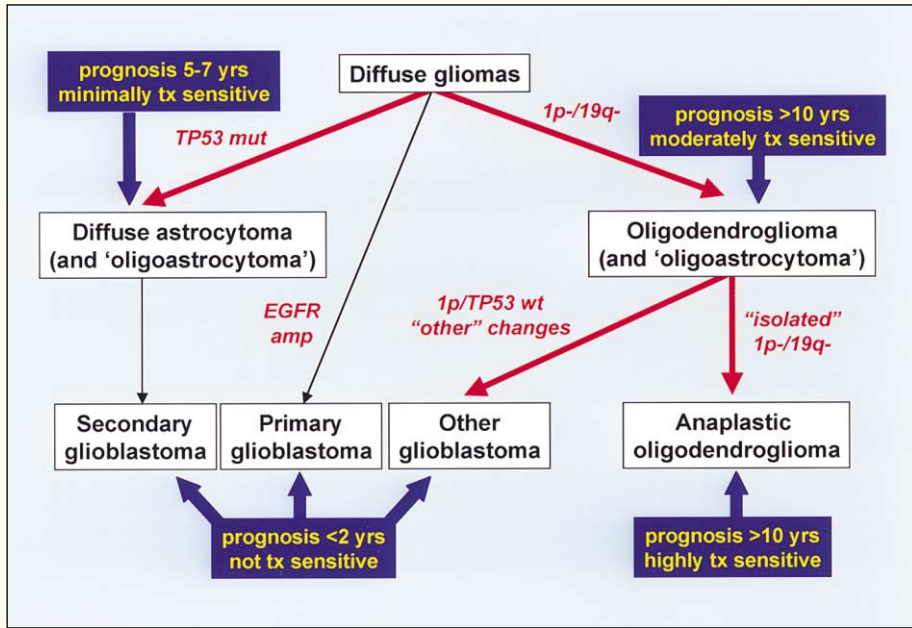 prognosis 5-7 yrs
minimally tx sensitive
Diffuse gliomas
TP53 mut
1p-/19q-
prognosis >10 yrs
moderately tx sensitive
Diffuse astrocytoma
(and ‘oligoastrocytoma’)
Oligodendroglioma
(and ‘oligoastrocytoma’)
EGFR
amp
1p/TP53 wt
“other” changes
“isolated”
1p-/19q-
Secondary
glioblastoma
Primary
glioblastoma
Other
glioblastoma
Anaplastic
oligodendroglioma
prognosis <2 yrs
not tx sensitive
prognosis >10 yrs
highly tx sensitive